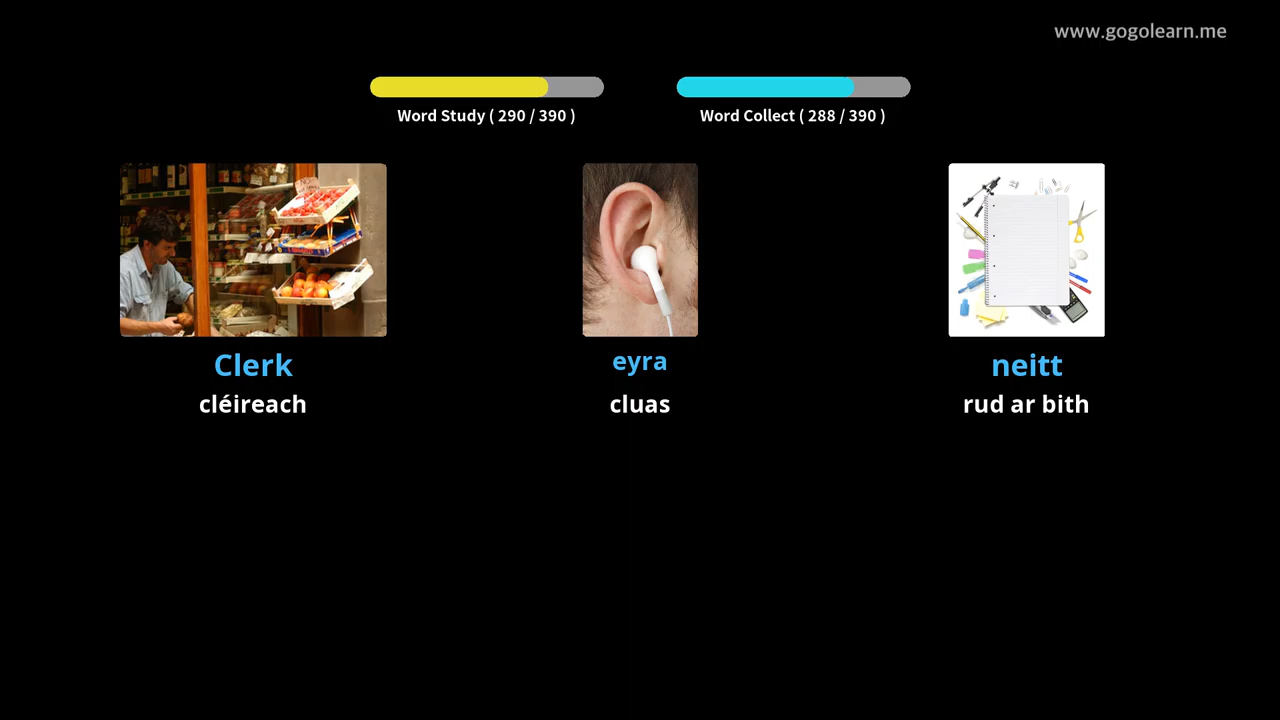 www.gogolearn.me
Word Study ( 290 / 390 )
Word Collect ( 288 / 390 )
Clerk
cléireach
eyra
cluas
neitt
rud ar bith